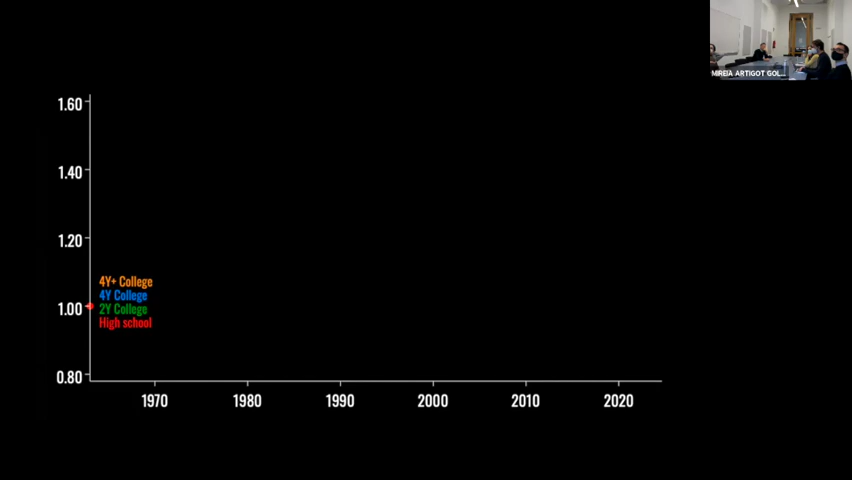 MIREIA ARTIGOT GOL...
1.60
1.40
1.20
1.00
0.80
4Y+ College
4Y College
2Y College
High school
1970 1980 1990 2000 2010 2020